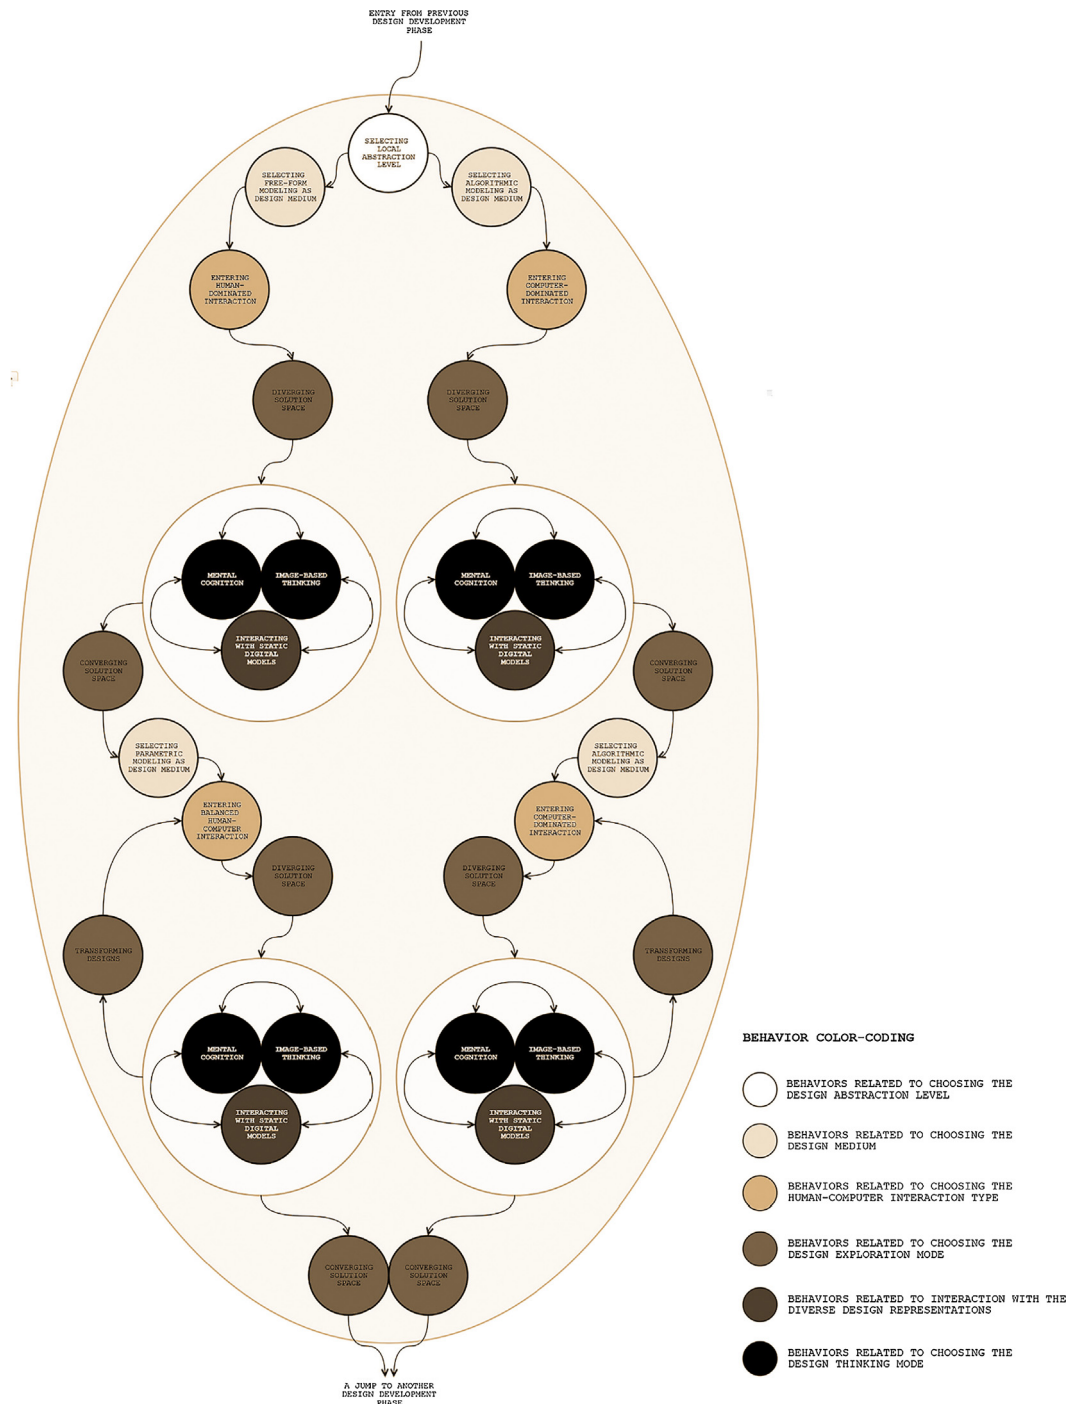 ENTRY FROM PREVIOUS
DESIGN DEVELOPMENT
PHASE
SELECTING
LOCAL
ABSTRACTION
LEVEL
SELECTING
FREE-FORM
MODELING AS
DESIGN MEDIUM
SELECTING
ALGORITHMIC
MODELING AS
DESIGN MEDIUM
ENTERING
HUMAN-
DOMINATED
INTERACTION
ENTERING
COMPUTER-
DOMINATED
INTERACTION
DIVERGING
SOLUTION
SPACE
DIVERGING
SOLUTION
SPACE
MENTAL
COGNITION
IMAGE-BASED
THINKING
INTERACTING
WITH STATIC
DIGITAL
MODELS
MENTAL
COGNITION
IMAGE-BASED
THINKING
INTERACTING
WITH STATIC
DIGITAL
MODELS
CONVERGING
SOLUTION
SPACE
CONVERGING
SOLUTION
SPACE
SELECTING
PARAMETRIC
MODELING AS
DESIGN MEDIUM
SELECTING
ALGORITHMIC
MODELING AS
DESIGN MEDIUM
ENTERING
BALANCED
HUMAN-
COMPUTER
INTERACTION
ENTERING
COMPUTER-
DOMINATED
INTERACTION
DIVERGING
SOLUTION
SPACE
DIVERGING
SOLUTION
SPACE
TRANSFORMING
DESIGNS
TRANSFORMING
DESIGNS
MENTAL
COGNITION
IMAGE-BASED
THINKING
INTERACTING
WITH STATIC
DIGITAL
MODELS
MENTAL
COGNITION
IMAGE-BASED
THINKING
INTERACTING
WITH STATIC
DIGITAL
MODELS
CONVERGING
SOLUTION
SPACE
CONVERGING
SOLUTION
SPACE
A JUMP TO ANOTHER
DESIGN DEVELOPMENT
PHASE
BEHAVIOR COLOR-CODING
BEHAVIORS RELATED TO CHOOSING THE
DESIGN ABSTRACTION LEVEL
BEHAVIORS RELATED TO CHOOSING THE
DESIGN MEDIUM
BEHAVIORS RELATED TO CHOOSING THE
HUMAN-COMPUTER INTERACTION TYPE
BEHAVIORS RELATED TO CHOOSING THE
DESIGN EXPLORATION MODE
BEHAVIORS RELATED TO INTERACTION WITH THE
DIVERSE DESIGN REPRESENTATIONS
BEHAVIORS RELATED TO CHOOSING THE
DESIGN THINKING MODE